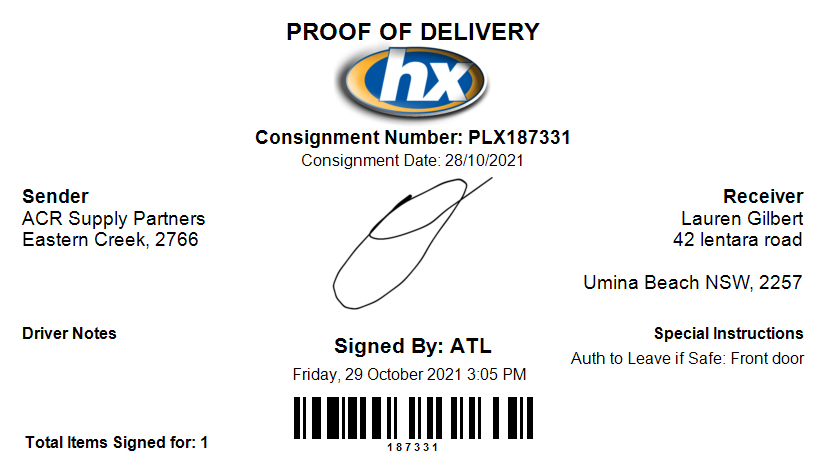 PROOF OF DELIVERY
hx
Consignment Number: PLX187331
Consignment Date: 28/10/2021
Sender
ACR Supply Partners
Eastern Creek, 2766
Receiver
Lauren Gilbert
42 lentara road
Umina Beach NSW, 2257
Driver Notes
Signed By: ATL
Friday, 29 October 2021 3:05 PM
Special Instructions
Auth to Leave if Safe: Front door
187331
Total Items Signed for: 1